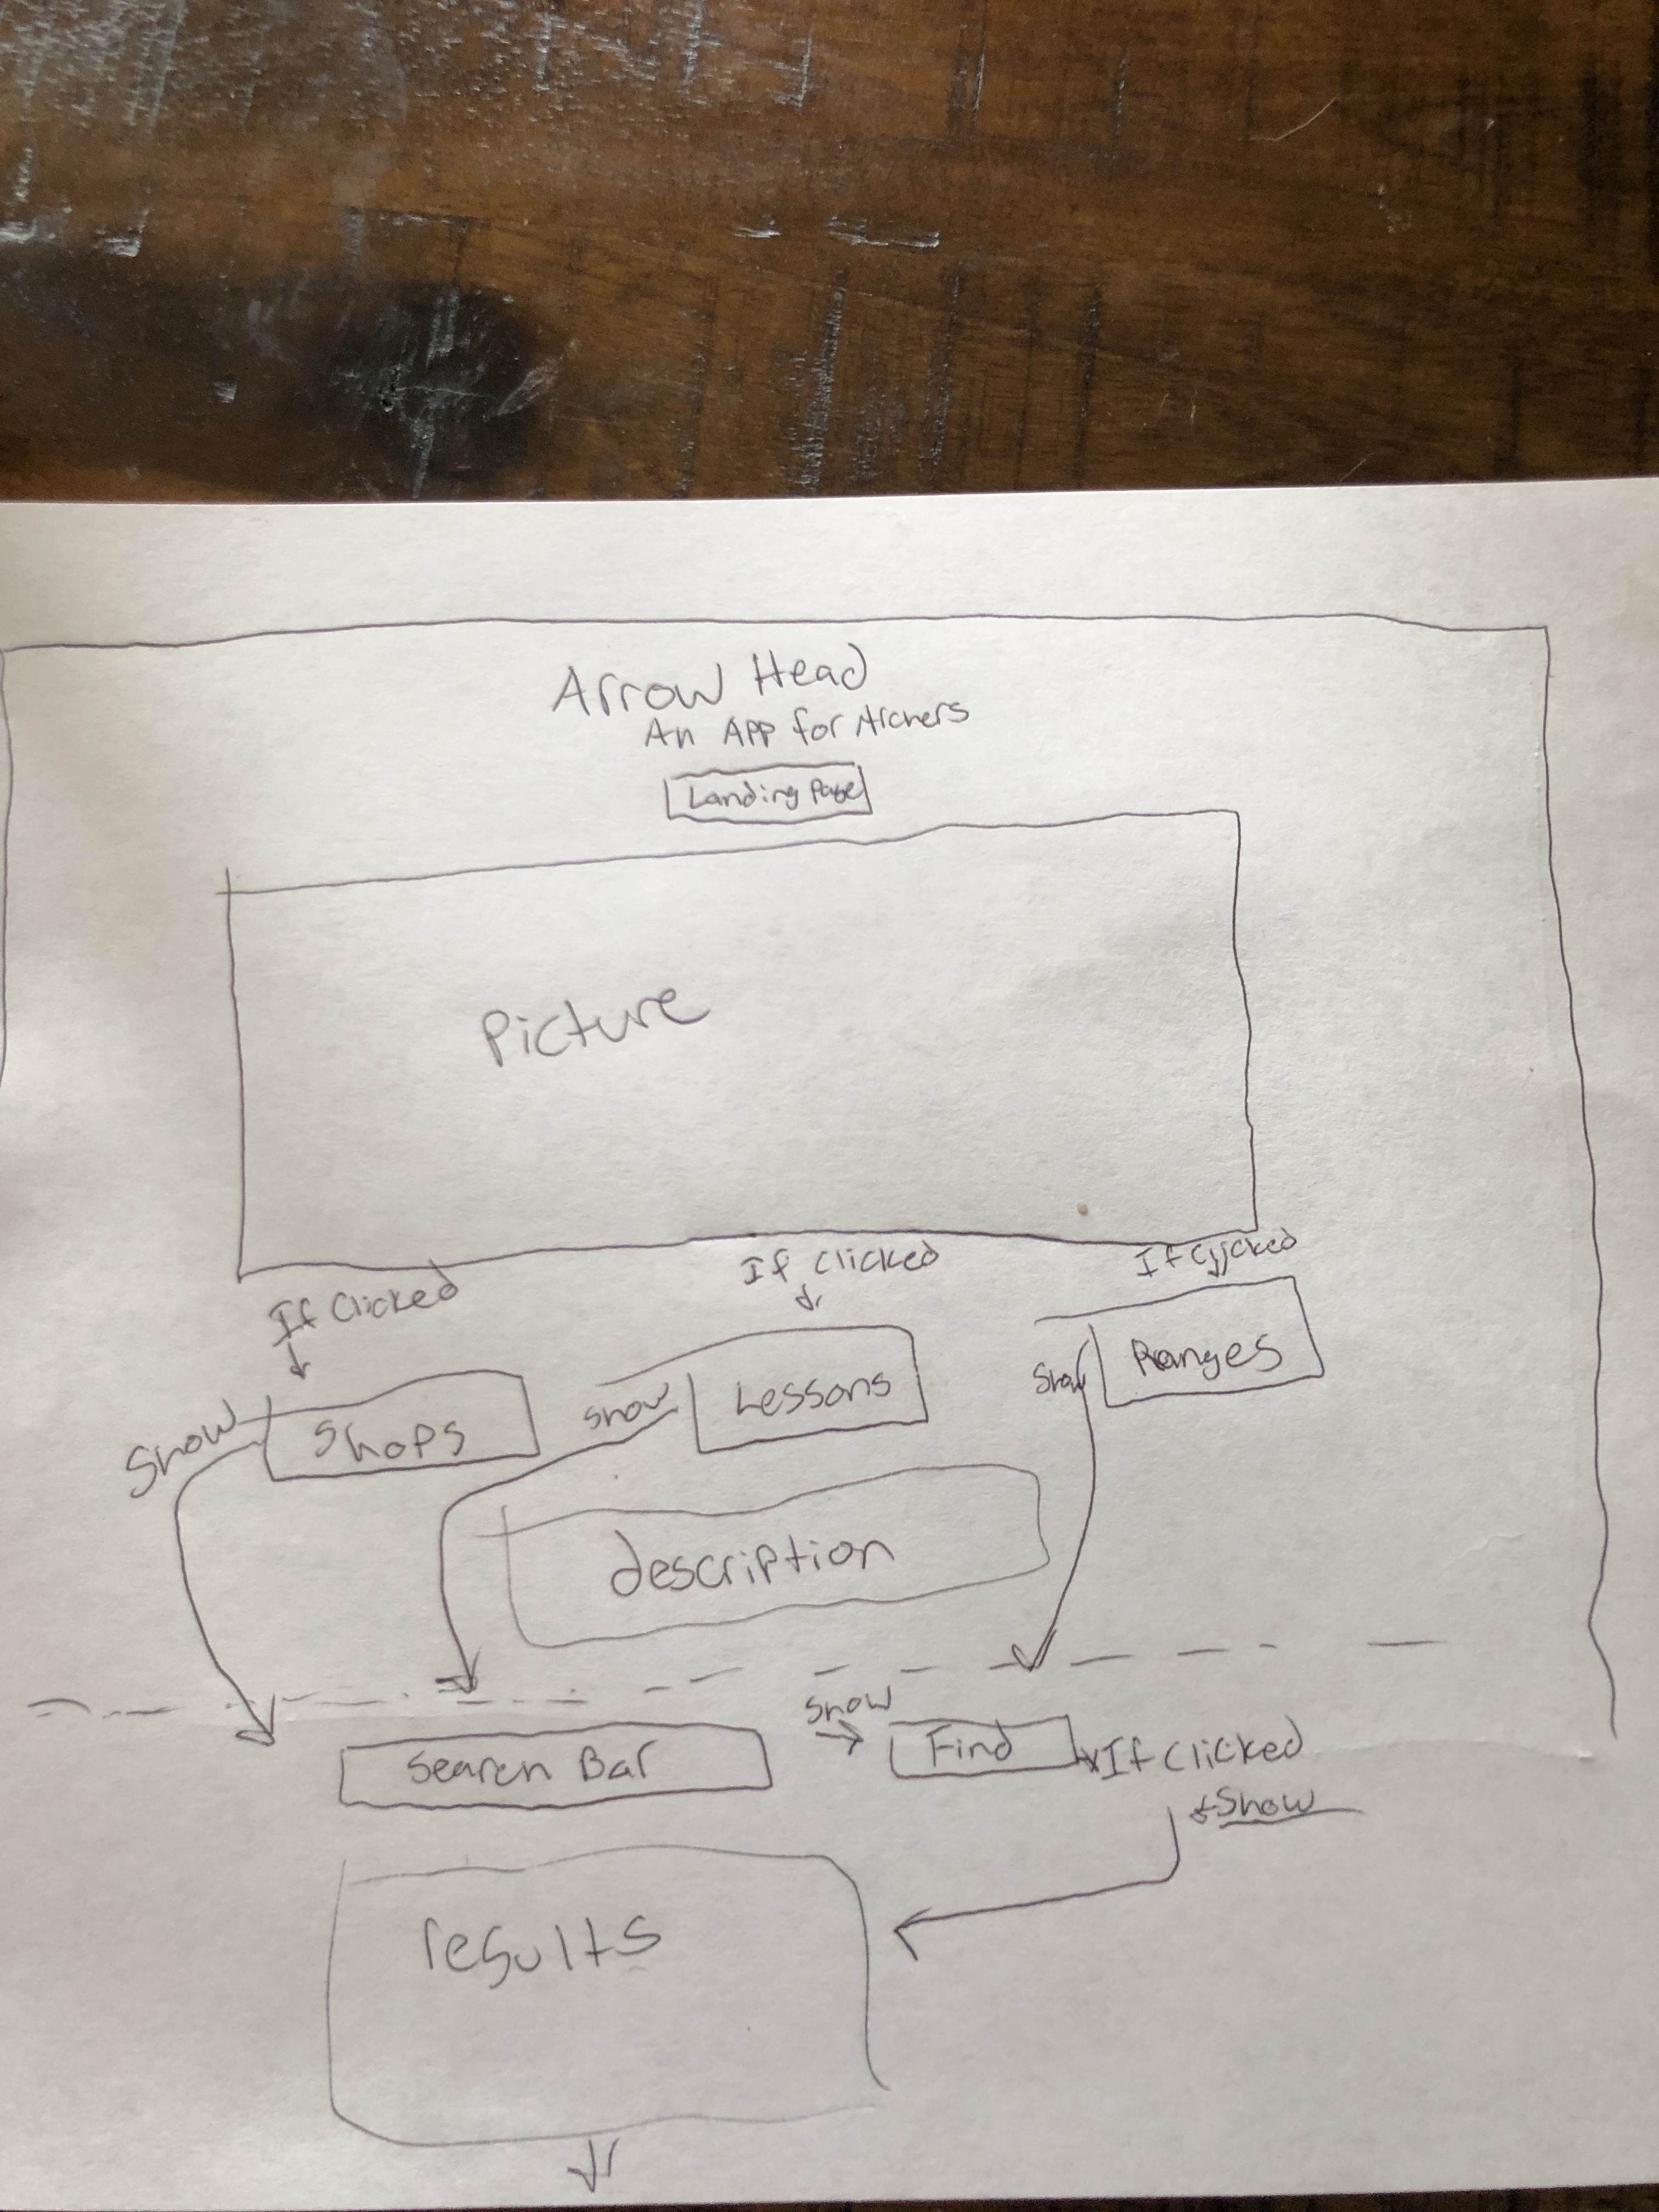 Arrow Head
An App for Archers
Landing Page
Picture
If Clicked
If Clicked
If Clicked
Show
Shops
Show
Lessons
Show
Ranges
description
Search Bar
Show
Find
If Clicked
Show
results